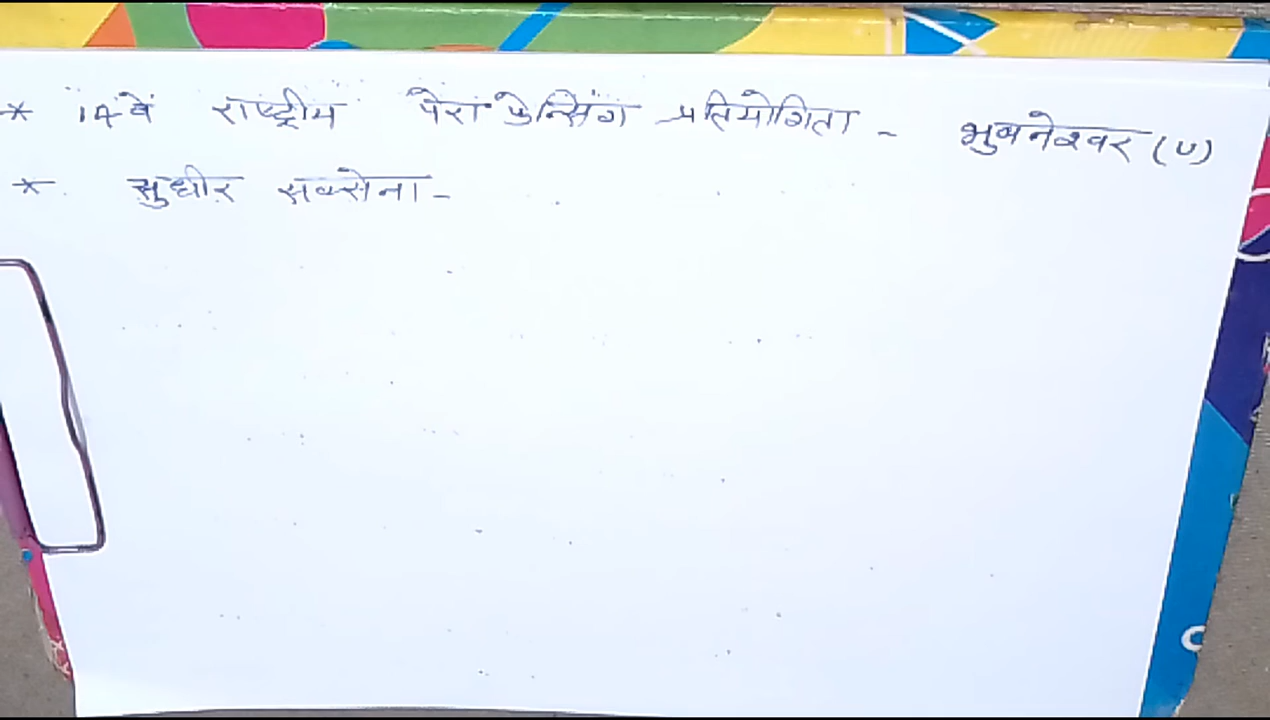 * 14वें राष्ट्रीय पैरा फेन्सिंग प्रतियोगिता - भुवनेश्वर (U)
* सुधीर सक्सेना -